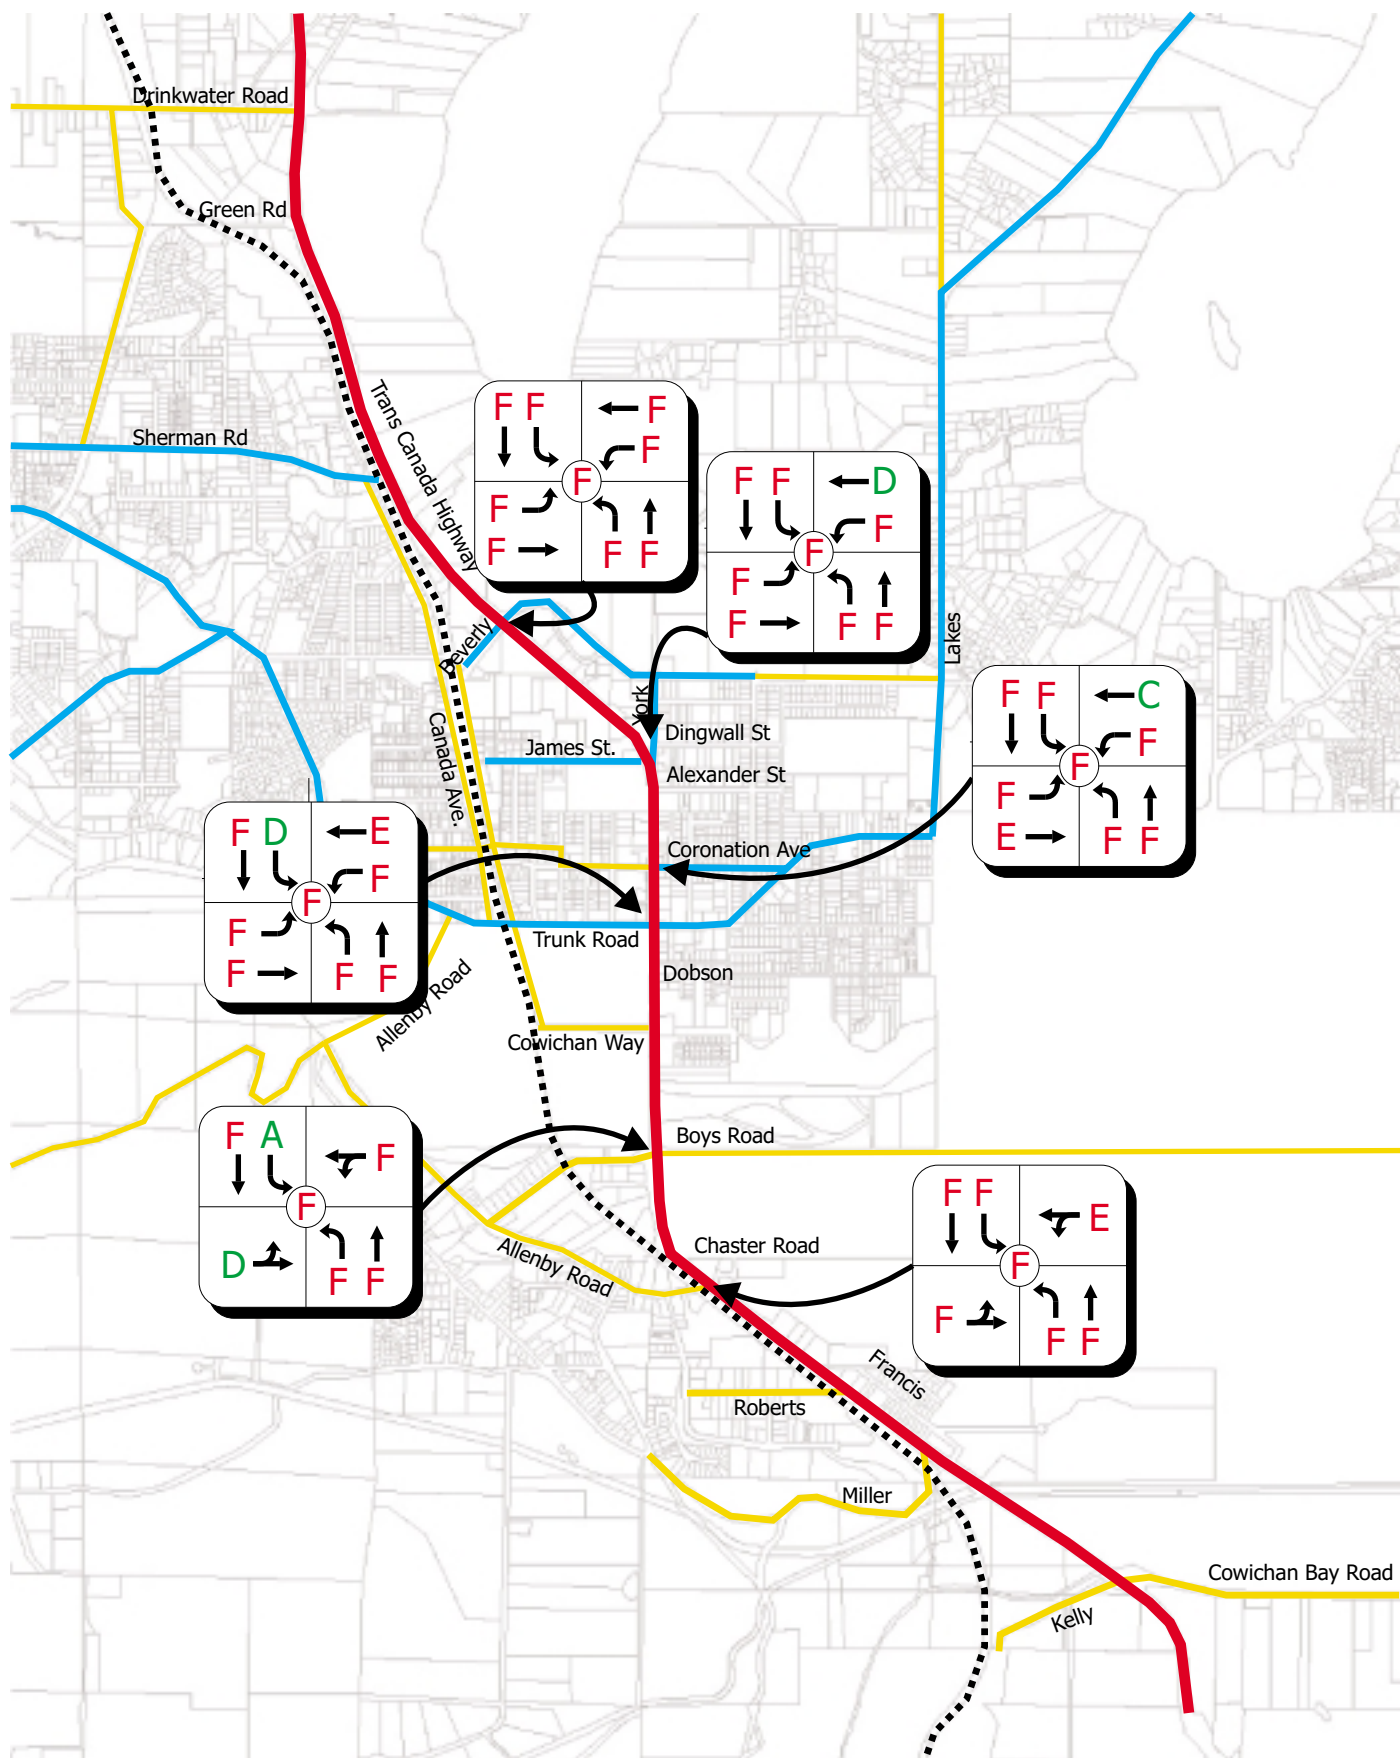 Drinkwater Road
Green Rd
Trans Canada Highway
Sherman Rd
F F F
F
F
F
F F F
F F D
F
F
F
F F F
Beverly
Lakes
York
F F C
F
F
F
E F F
Dingwall St
James St.
Alexander St
Canada Ave.
F D E
F
F
F
F F F
Coronation Ave
Trunk Road
Dobson
Allenby Road
Cowichan Way
F A F
F
D F F
Boys Road
F F E
F
F F F
Chaster Road
Allenby Road
Francis
Roberts
Miller
Cowichan Bay Road
Kelly